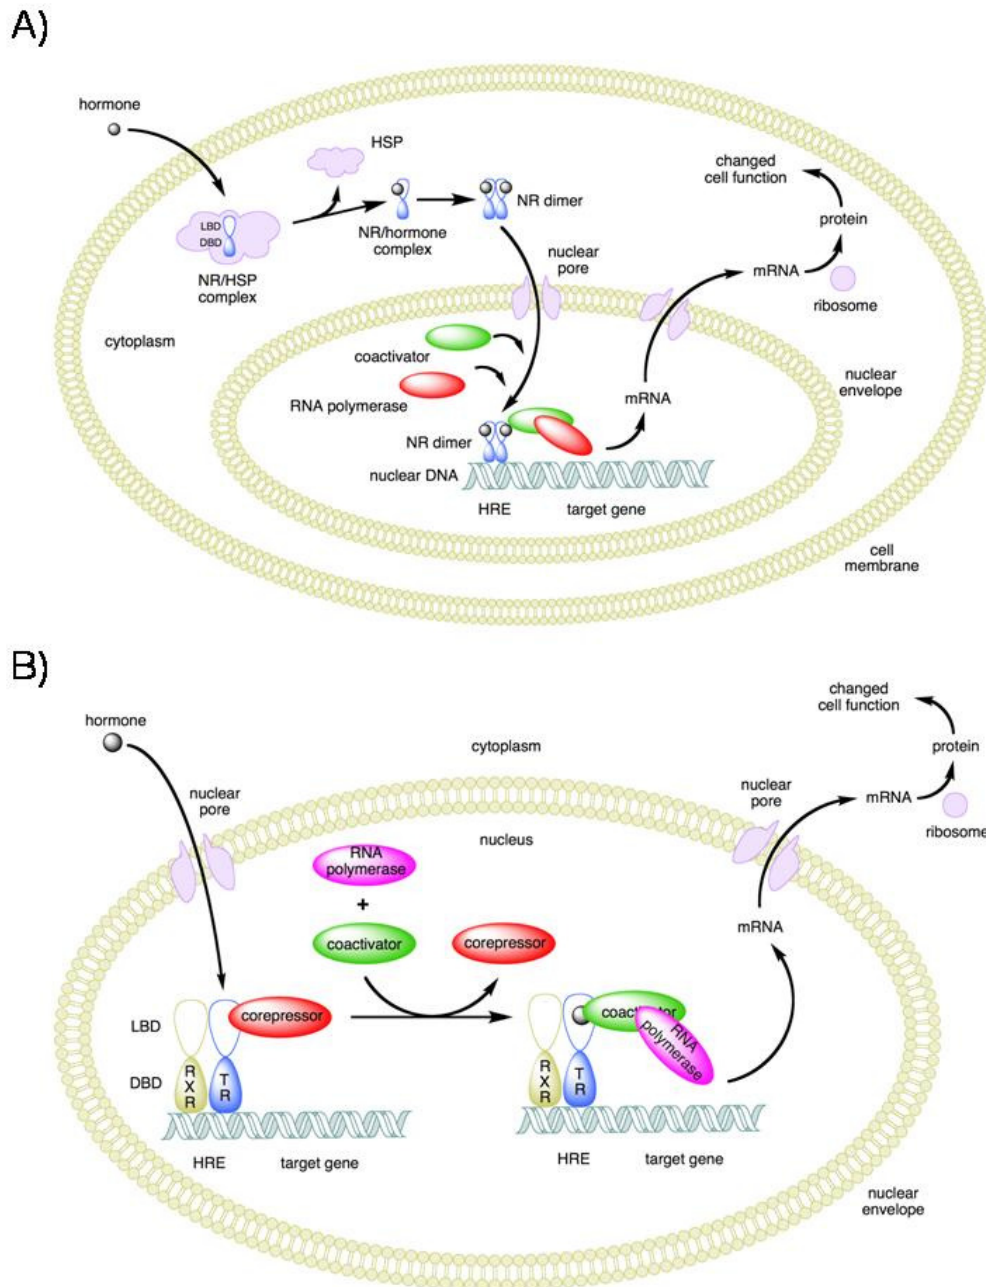 A)
hormone
HSP
changed
cell function
LBD
DBD
NR dimer
protein
NR/hormone
complex
nuclear
pore
mRNA
NR/HSP
complex
ribosome
cytoplasm
coactivator
nuclear
envelope
RNA polymerase
mRNA
NR dimer
nuclear DNA
HRE
target gene
cell
membrane
B)
changed
cell function
hormone
cytoplasm
protein
nuclear
pore
nuclear
pore
mRNA
nucleus
ribosome
RNA
polymerase
+
coactivator
corepressor
mRNA
LBD
corepressor
coactivator
RNA
polymerase
DBD
RXR
TR
RXR
TR
HRE
target gene
HRE
target gene
nuclear
envelope